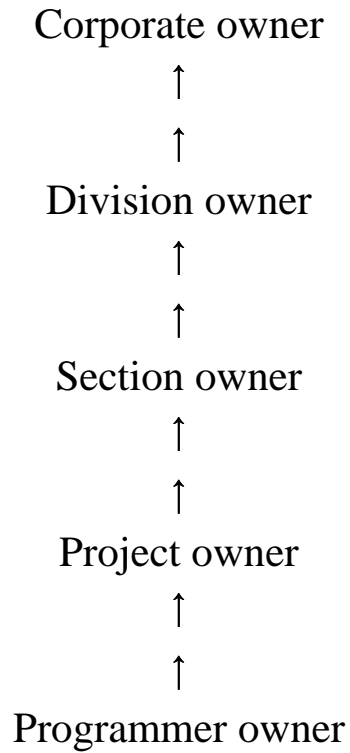 Corporate owner
↑
↑
Division owner
↑
↑
Section owner
↑
↑
Project owner
↑
↑
Programmer owner